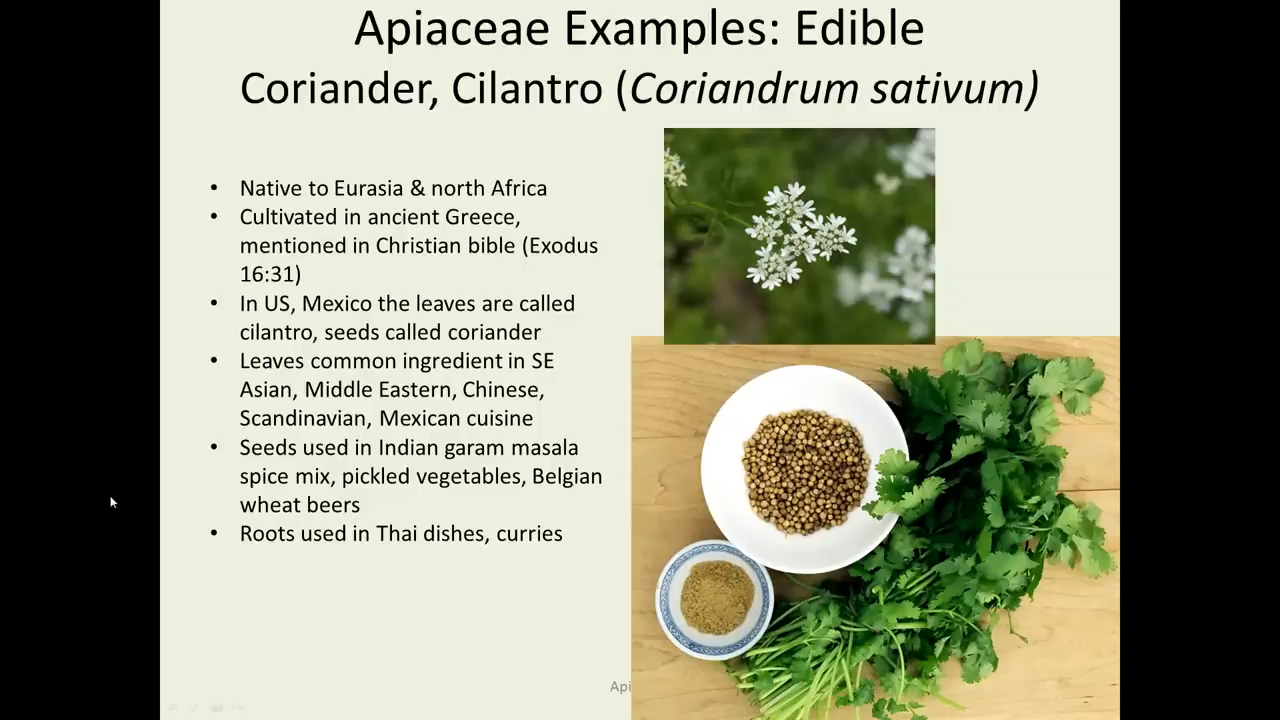 Apiaceae Examples: Edible
Coriander, Cilantro (Coriandrum sativum)
• Native to Eurasia & north Africa
• Cultivated in ancient Greece,
mentioned in Christian bible (Exodus
16:31)
• In US, Mexico the leaves are called
cilantro, seeds called coriander
• Leaves common ingredient in SE
Asian, Middle Eastern, Chinese,
Scandinavian, Mexican cuisine
• Seeds used in Indian garam masala
spice mix, pickled vegetables, Belgian
wheat beers
• Roots used in Thai dishes, curries
Api